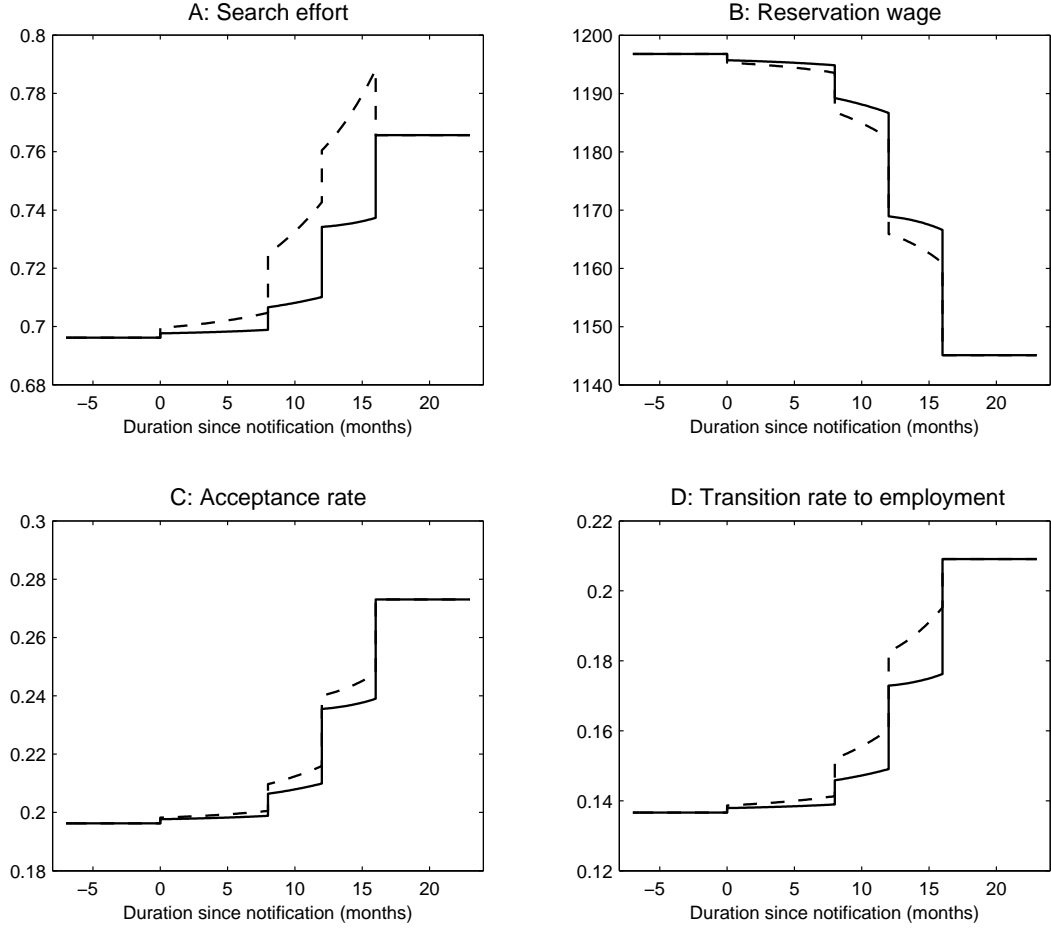 A: Search effort
0.8
0.78
0.76
0.74
0.72
0.7
0.68
−5 0 5 10 15 20
Duration since notification (months)
B: Reservation wage
1200
1190
1180
1170
1160
1150
1140
−5 0 5 10 15 20
Duration since notification (months)
C: Acceptance rate
0.3
0.28
0.26
0.24
0.22
0.2
0.18
−5 0 5 10 15 20
Duration since notification (months)
D: Transition rate to employment
0.22
0.2
0.18
0.16
0.14
0.12
−5 0 5 10 15 20
Duration since notification (months)